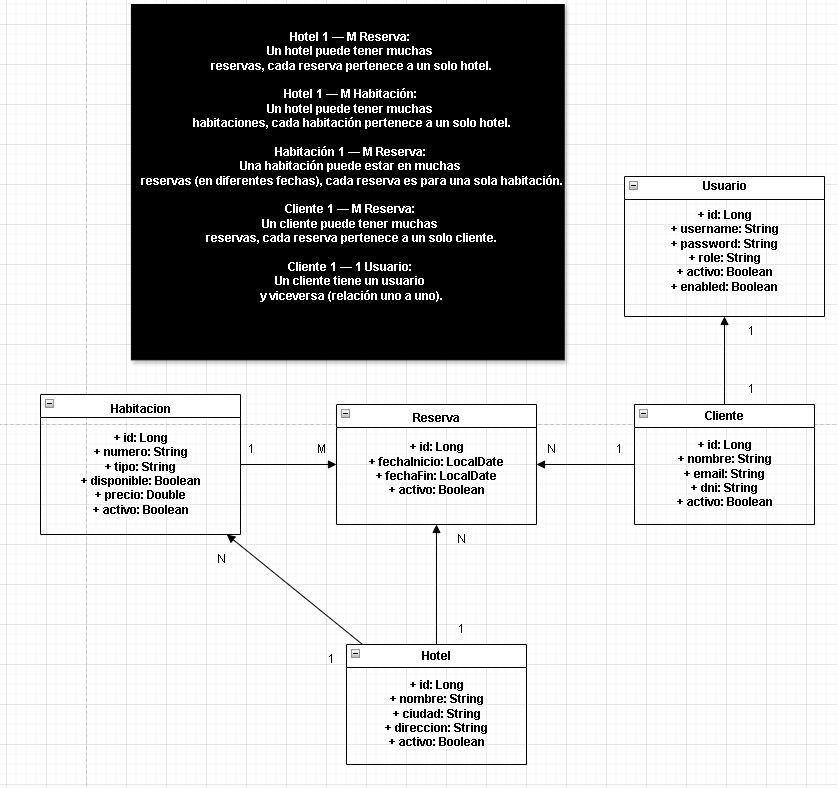 Hotel 1 — M Reserva:
Un hotel puede tener muchas
reservas, cada reserva pertenece a un solo hotel.
Hotel 1 — M Habitación:
Un hotel puede tener muchas
habitaciones, cada habitación pertenece a un solo hotel.
Habitación 1 — M Reserva:
Una habitación puede estar en muchas
reservas (en diferentes fechas), cada reserva es para una sola habitación.
Cliente 1 — M Reserva:
Un cliente puede tener muchas
reservas, cada reserva pertenece a un solo cliente.
Cliente 1 — 1 Usuario:
Un cliente tiene un usuario
y viceversa (relación uno a uno).
Usuario
+ id: Long
+ username: String
+ password: String
+ role: String
+ activo: Boolean
+ enabled: Boolean
1
1
Habitacion
+ id: Long
+ numero: String
+ tipo: String
+ disponible: Boolean
+ precio: Double
+ activo: Boolean
1
M
Reserva
+ id: Long
+ fechaInicio: LocalDate
+ fechaFin: LocalDate
+ activo: Boolean
N
1
Cliente
+ id: Long
+ nombre: String
+ email: String
+ dni: String
+ activo: Boolean
N
N
1
1
Hotel
+ id: Long
+ nombre: String
+ ciudad: String
+ direccion: String
+ activo: Boolean